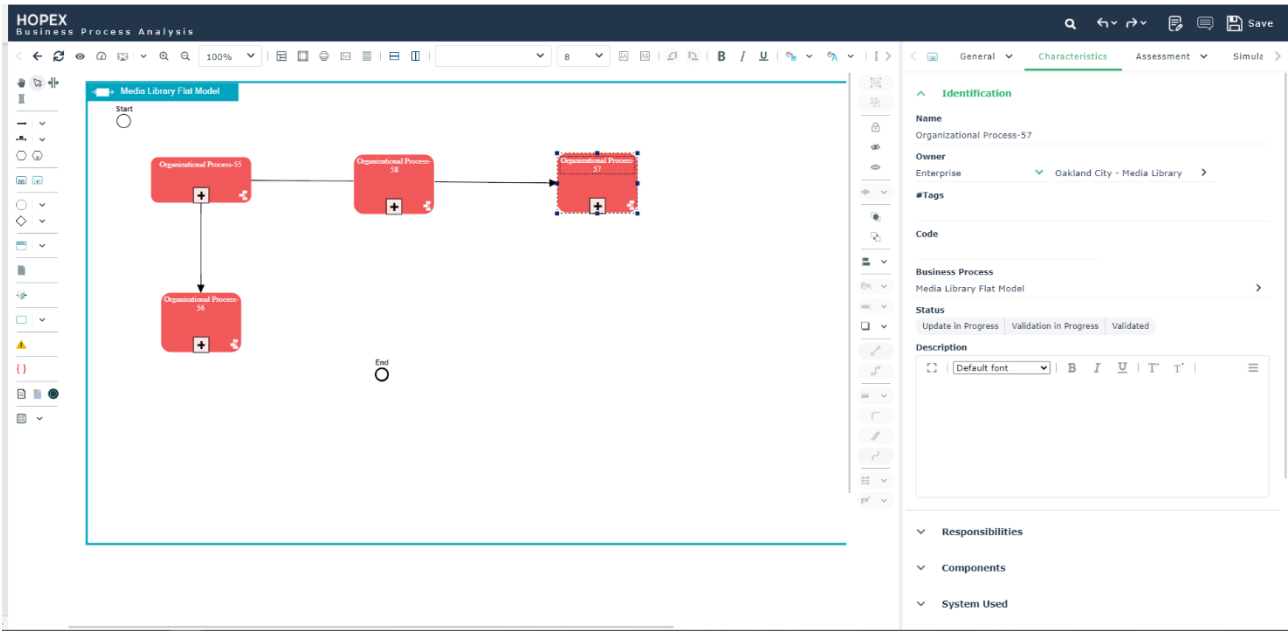 HOPEX
Business Process Analysis
Save
100%
8
B I U
General
Characteristics
Assessment
Simula
Media Library Flat Model
Start
Organizational Process-55
Organizational Process-
58
Organizational Process-
57
Organizational Process-
56
End
Identification
Name
Organizational Process-57
Owner
Enterprise
Oakland City - Media Library
#Tags
Code
Business Process
Media Library Flat Model
Status
Update in Progress
Validation in Progress
Validated
Description
Default font
B I U T T
Responsibilities
Components
System Used